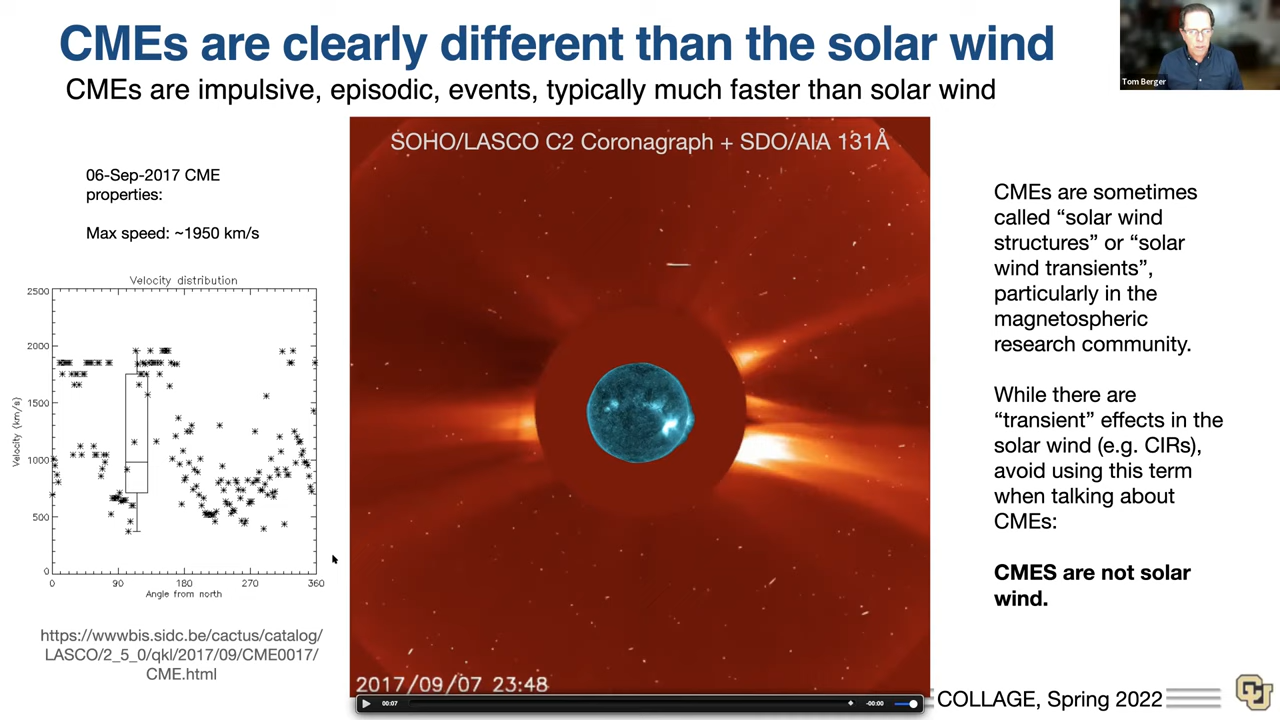 CMEs are clearly different than the solar wind
CMEs are impulsive, episodic, events, typically much faster than solar wind
Tom Berger
06-Sep-2017 CME
properties:
Max speed: ~1950 km/s
Velocity distribution
2500
2000
1500
1000
500
0
Velocity (km/s)
0 90 180 270 360
Angle from north
https://wwwbis.sidc.be/cactus/catalog/
LASCO/2_5_0/qkl/2017/09/CME0017/
CME.html
SOHO/LASCO C2 Coronagraph + SDO/AIA 131Å
2017/09/07 23:48
00:07
-00:00
CMEs are sometimes
called “solar wind
structures” or “solar
wind transients”,
particularly in the
magnetospheric
research community.
While there are
“transient” effects in the
solar wind (e.g. CIRs),
avoid using this term
when talking about
CMEs:
CMES are not solar
wind.
COLLAGE, Spring 2022
CU